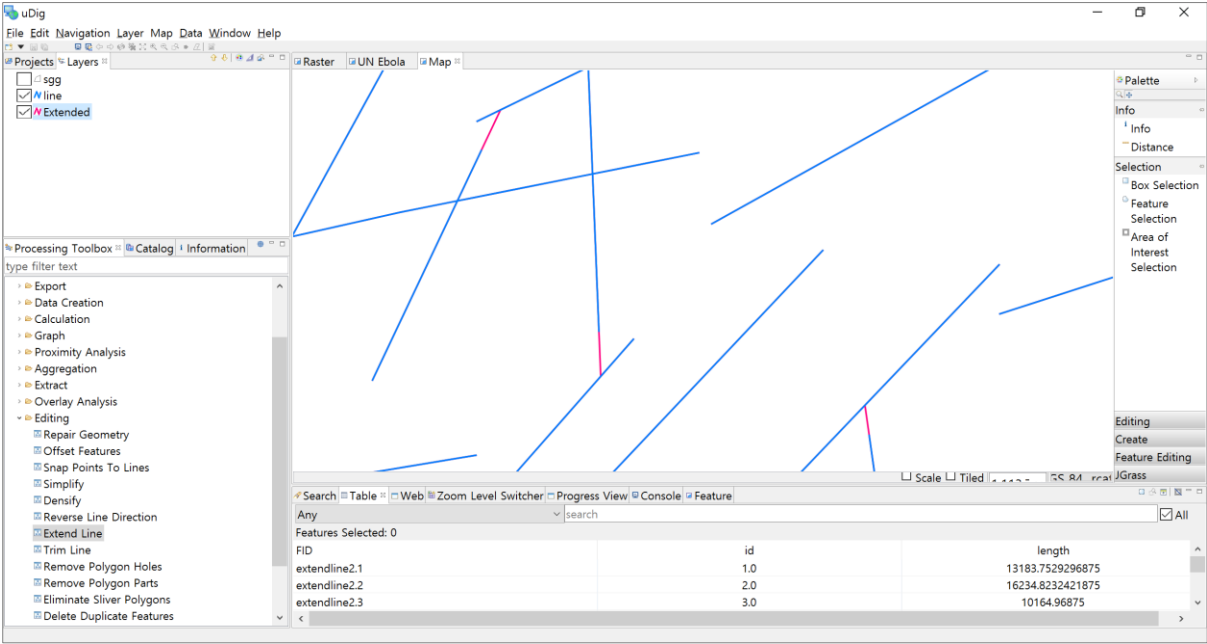 uDig
File Edit Navigation Layer Map Data Window Help
Projects Layers
sgg
line
Extended
Processing Toolbox Catalog Information
type filter text
Export
Data Creation
Calculation
Graph
Proximity Analysis
Aggregation
Extract
Overlay Analysis
Editing
Repair Geometry
Offset Features
Snap Points To Lines
Simplify
Densify
Reverse Line Direction
Extend Line
Trim Line
Remove Polygon Holes
Remove Polygon Parts
Eliminate Sliver Polygons
Delete Duplicate Features
Raster UN Ebola Map
Scale Tiled
Palette
Info
Info
Distance
Selection
Box Selection
Feature
Selection
Area of
Interest
Selection
Editing
Create
Feature Editing
JGrass
Search Table Web Zoom Level Switcher Progress View Console Feature
Any search All
Features Selected: 0
FID id length
extendline2.1 1.0 13183.7529296875
extendline2.2 2.0 16234.8232421875
extendline2.3 3.0 10164.96875